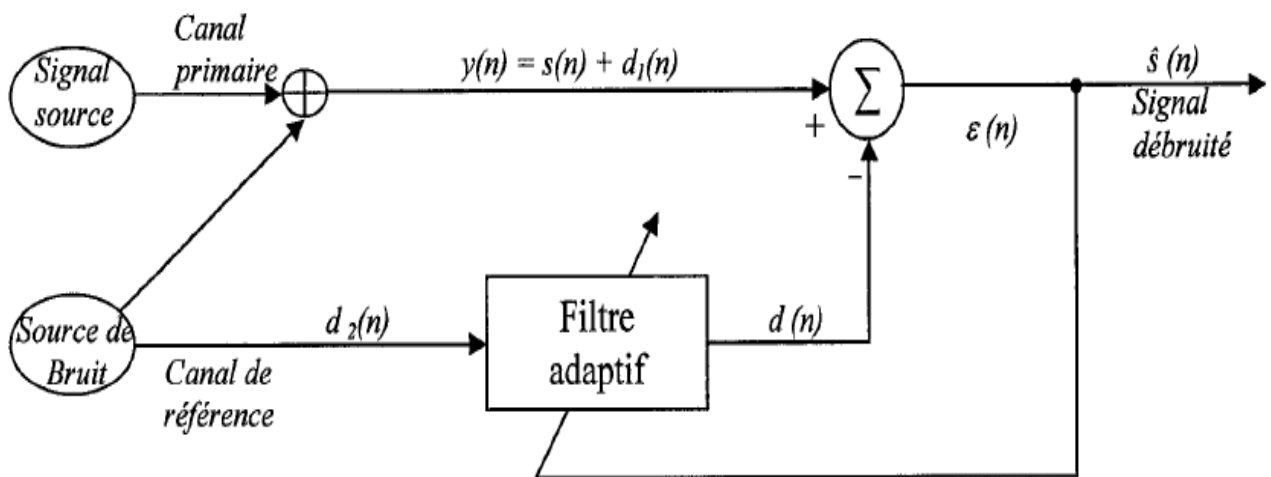 Signal
source
Canal
primaire
y(n) = s(n) + d₁(n)
Σ
+
−
ε (n)
ŝ (n)
Signal
débruité
Source de
Bruit
d ₂(n)
Canal de
référence
Filtre
adaptif
d (n)